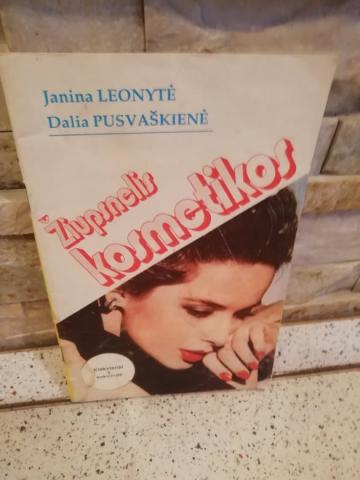 Janina LEONYTĖ
Dalia PUSVAŠKIENĖ
Žiupsnelis
kosmetikos